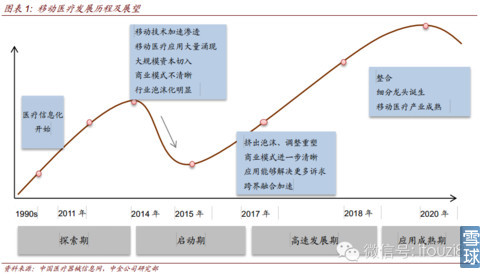 图表1：移动医疗发展历程及展望
移动技术加速渗透
移动医疗应用大量涌现
大规模资本切入
商业模式不清晰
行业泡沫化明显
整合
细分龙头诞生
移动医疗产业成熟
医疗信息化
开始
挤出泡沫、调整重塑
商业模式进一步清晰
应用能够解决更多诉求
跨界融合加速
1990s 2011年 2014年 2015年 2017年 2018年 2020年
探索期 启动期 高速发展期 应用成熟期
微信号: itouzi8
雪球
资料来源：中国医疗器械信息网、中金公司研究部